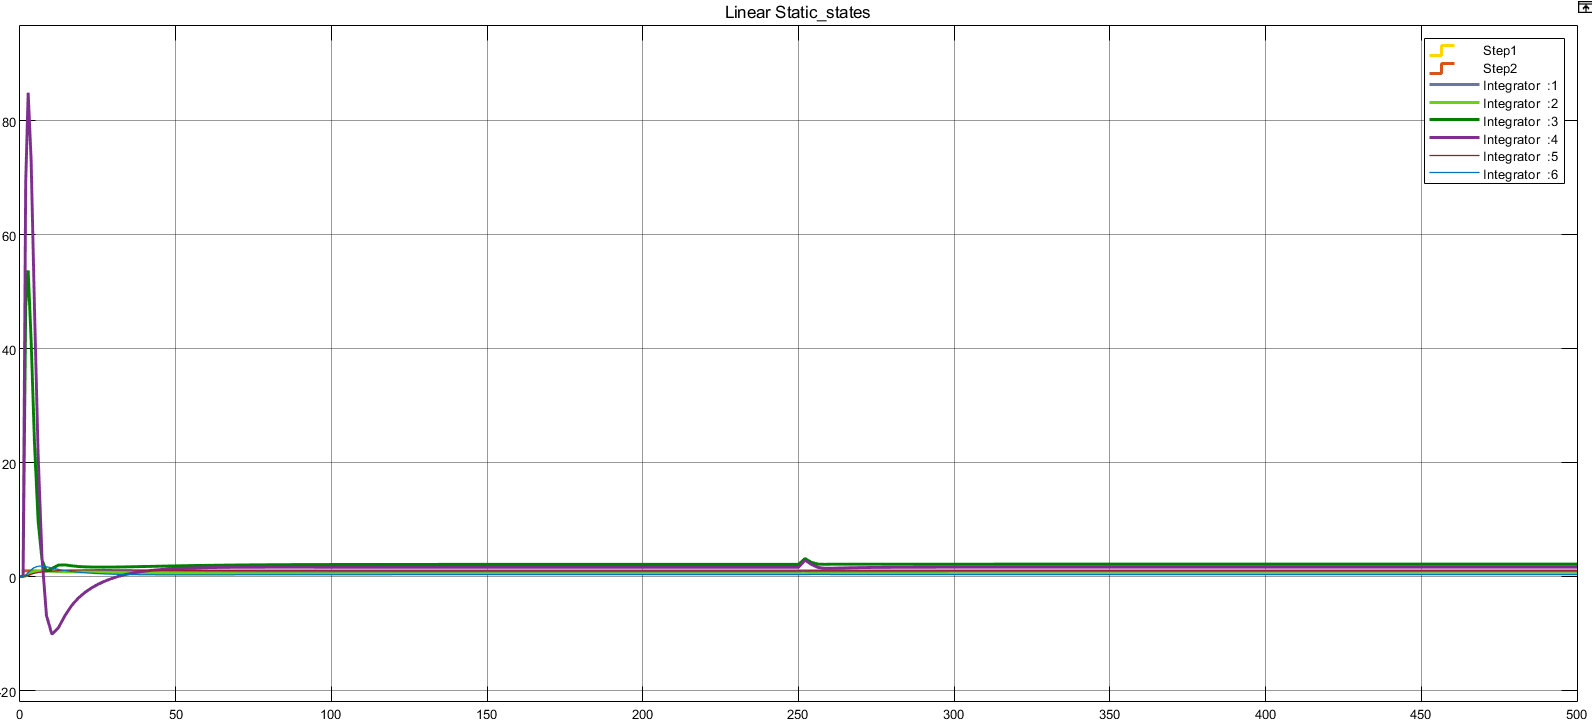 Linear Static_states
Step1
Step2
Integrator :1
Integrator :2
Integrator :3
Integrator :4
Integrator :5
Integrator :6
80
60
40
20
0
-20
0 50 100 150 200 250 300 350 400 450 500